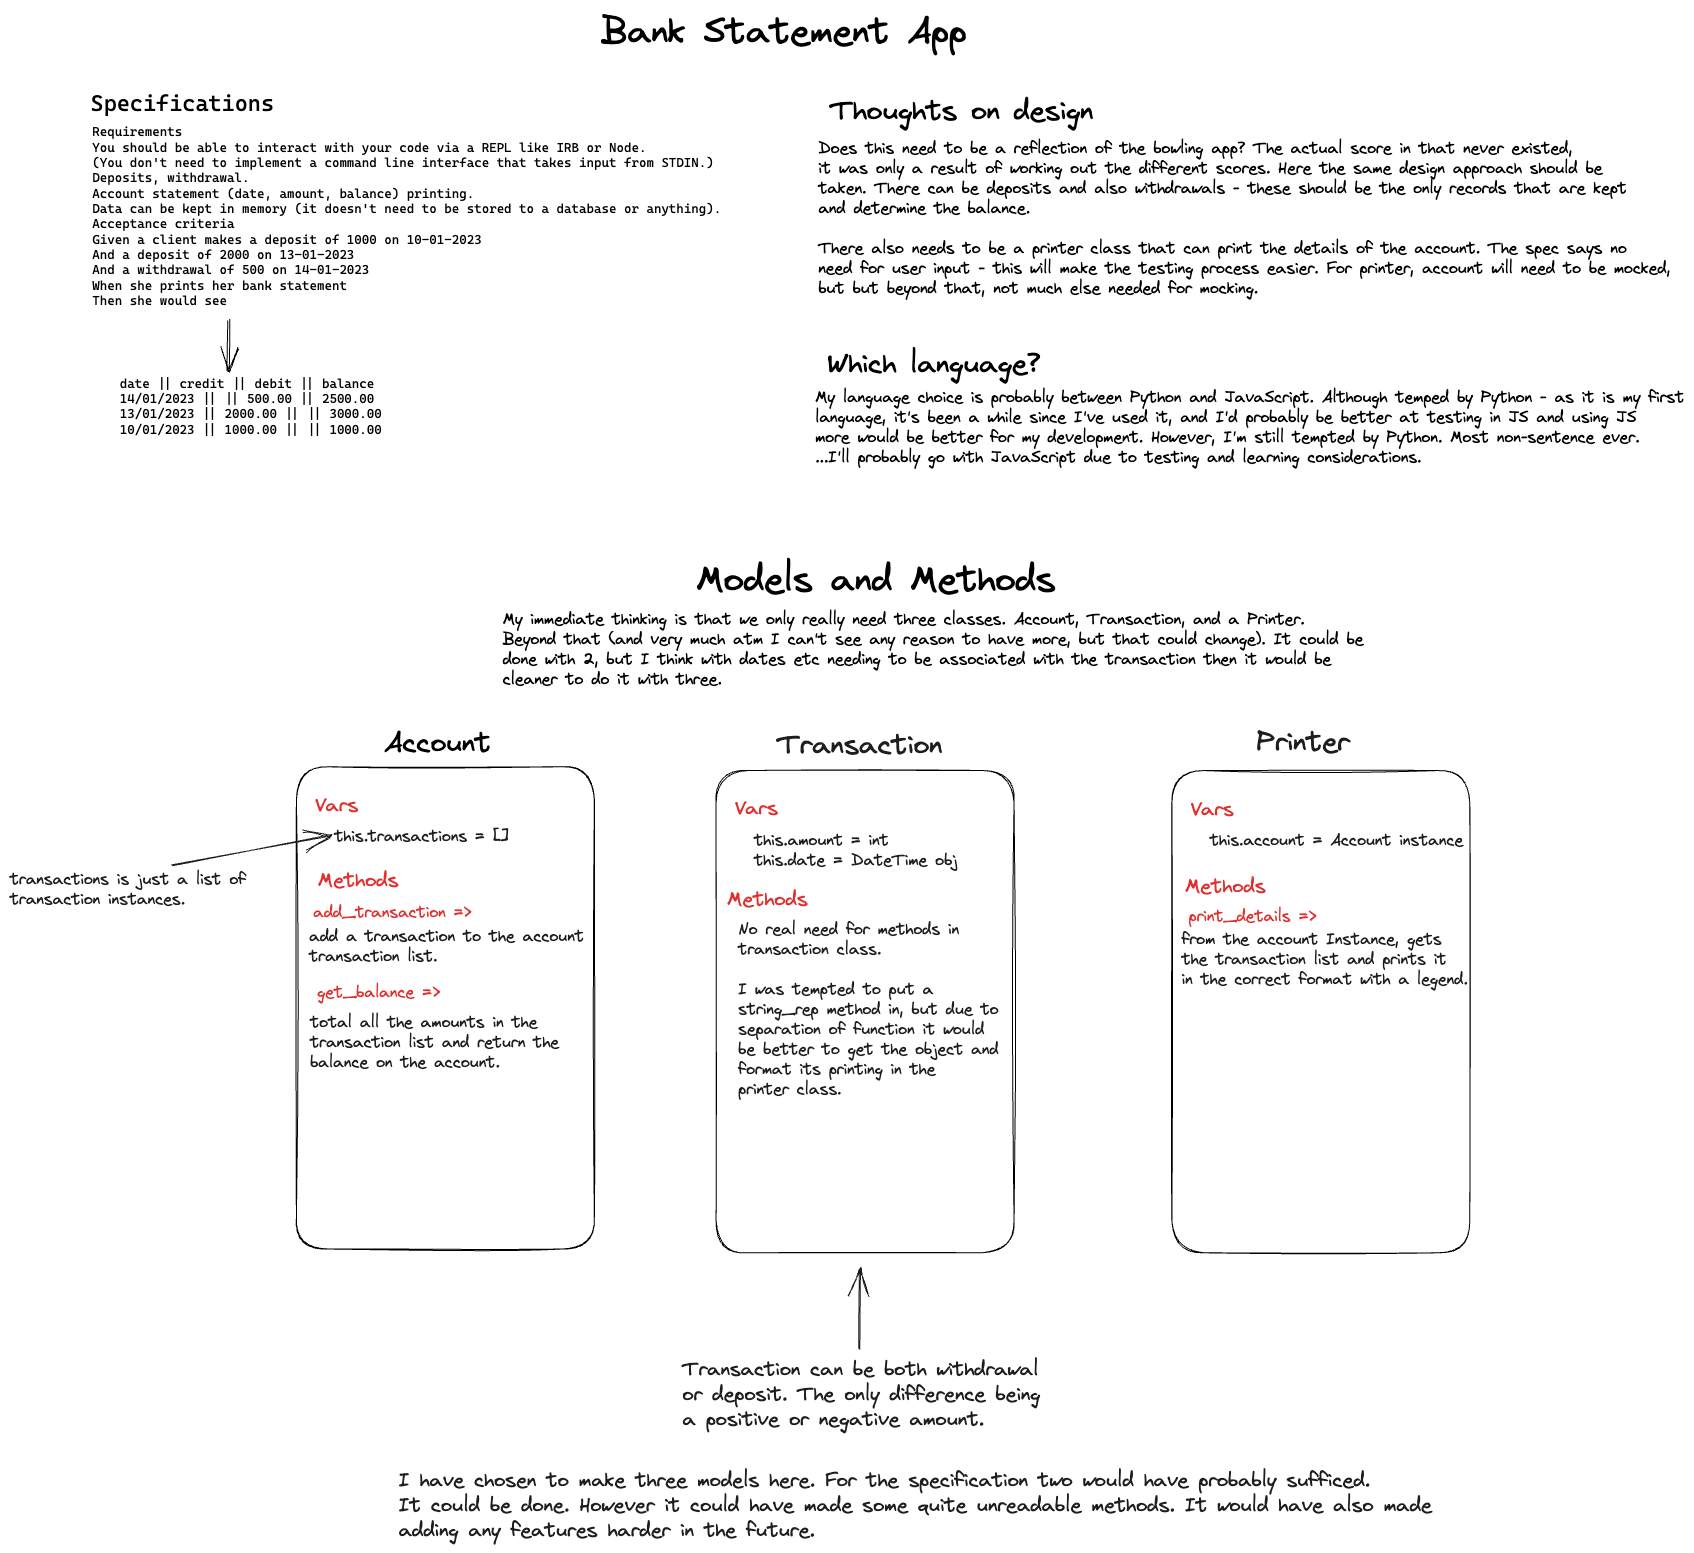 Bank Statement App
Specifications
Requirements
You should be able to interact with your code via a REPL like IRB or Node.
(You don't need to implement a command line interface that takes input from STDIN.)
Deposits, withdrawal.
Account statement (date, amount, balance) printing.
Data can be kept in memory (it doesn't need to be stored to a database or anything).
Acceptance criteria
Given a client makes a deposit of 1000 on 10-01-2023
And a deposit of 2000 on 13-01-2023
And a withdrawal of 500 on 14-01-2023
When she prints her bank statement
Then she would see
date || credit || debit || balance
14/01/2023 || || 500.00 || 2500.00
13/01/2023 || 2000.00 || || 3000.00
10/01/2023 || 1000.00 || || 1000.00
Thoughts on design
Does this need to be a reflection of the bowling app? The actual score in that never existed,
it was only a result of working out the different scores. Here the same design approach should be
taken. There can be deposits and also withdrawals - these should be the only records that are kept
and determine the balance.
There also needs to be a printer class that can print the details of the account. The spec says no
need for user input - this will make the testing process easier. For printer, account will need to be mocked,
but but beyond that, not much else needed for mocking.
Which language?
My language choice is probably between Python and JavaScript. Although temped by Python - as it is my first
language, it's been a while since I've used it, and I'd probably be better at testing in JS and using JS
more would be better for my development. However, I'm still tempted by Python. Most non-sentence ever.
...I'll probably go with JavaScript due to testing and learning considerations.
Models and Methods
My immediate thinking is that we only really need three classes. Account, Transaction, and a Printer.
Beyond that (and very much atm I can't see any reason to have more, but that could change). It could be
done with 2, but I think with dates etc needing to be associated with the transaction then it would be
cleaner to do it with three.
Account
Vars
this.transactions = []
transactions is just a list of
transaction instances.
Methods
add_transaction =>
add a transaction to the account
transaction list.
get_balance =>
total all the amounts in the
transaction list and return the
balance on the account.
Transaction
Vars
this.amount = int
this.date = DateTime obj
Methods
No real need for methods in
transaction class.
I was tempted to put a
string_rep method in, but due to
separation of function it would
be better to get the object and
format its printing in the
printer class.
Printer
Vars
this.account = Account instance
Methods
print_details =>
from the account Instance, gets
the transaction list and prints it
in the correct format with a legend.
Transaction can be both withdrawal
or deposit. The only difference being
a positive or negative amount.
I have chosen to make three models here. For the specification two would have probably sufficed.
It could be done. However it could have made some quite unreadable methods. It would have also made
adding any features harder in the future.